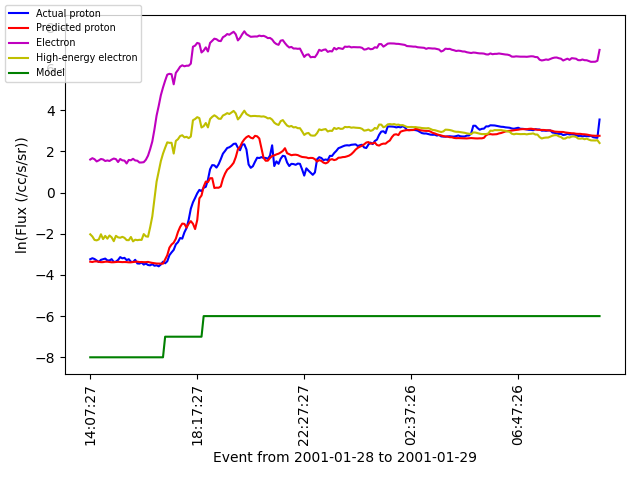 Actual proton
Predicted proton
Electron
High-energy electron
Model
ln(Flux (/cc/s/sr))
4
2
0
−2
−4
−6
−8
14:07:27
18:17:27
22:27:27
02:37:26
06:47:26
Event from 2001-01-28 to 2001-01-29